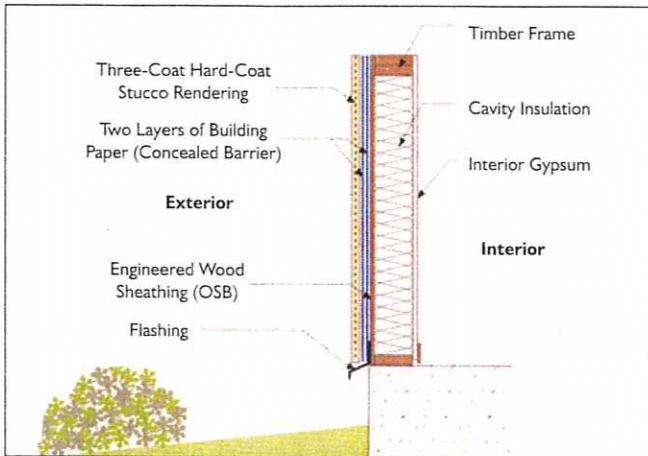 Timber Frame
Three-Coat Hard-Coat
Stucco Rendering
Cavity Insulation
Two Layers of Building
Paper (Concealed Barrier)
Interior Gypsum
Exterior
Interior
Engineered Wood
Sheathing (OSB)
Flashing